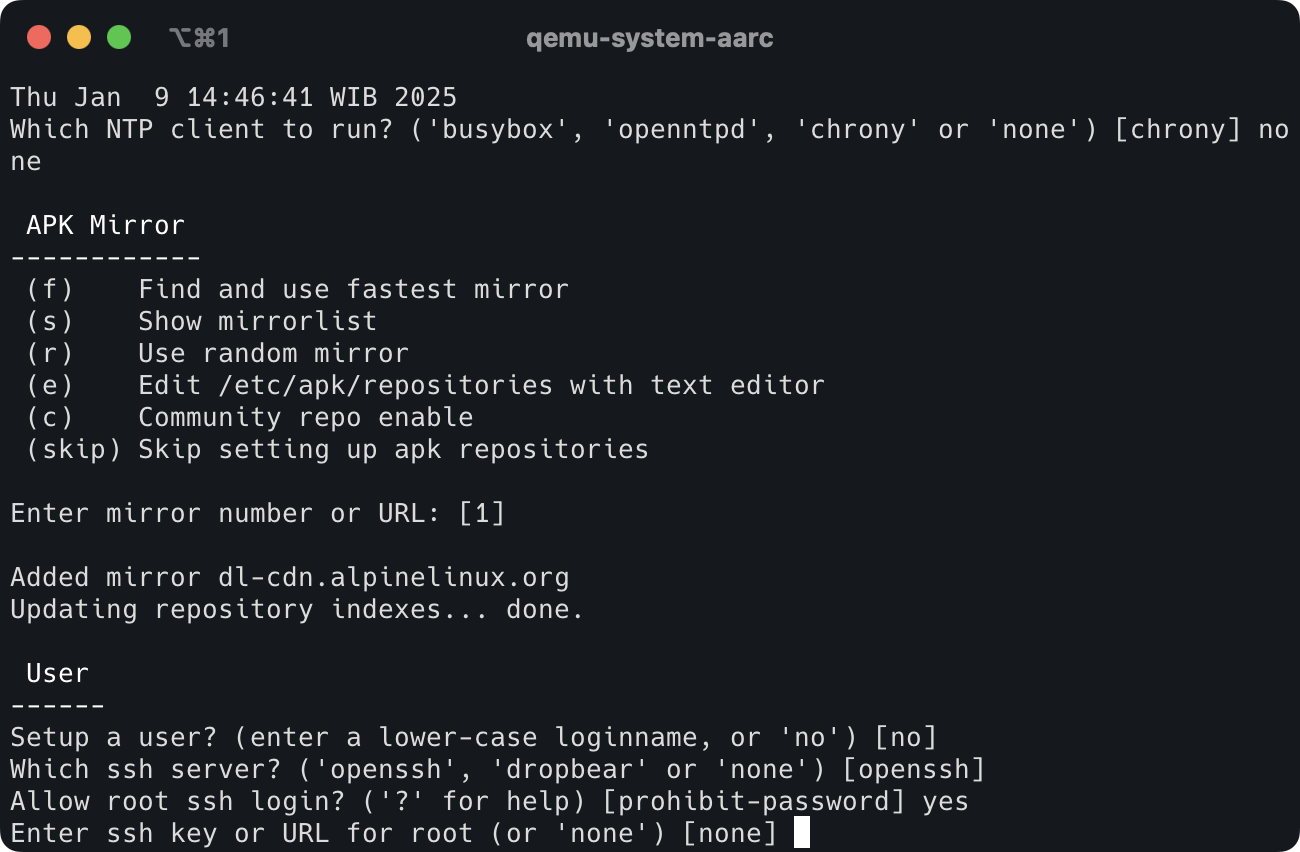 ⌥⌘1 qemu-system-aarc
Thu Jan  9 14:46:41 WIB 2025
Which NTP client to run? ('busybox', 'openntpd', 'chrony' or 'none') [chrony] no
ne
APK Mirror
------------
(f)    Find and use fastest mirror
(s)    Show mirrorlist
(r)    Use random mirror
(e)    Edit /etc/apk/repositories with text editor
(c)    Community repo enable
(skip) Skip setting up apk repositories
Enter mirror number or URL: [1]
Added mirror dl-cdn.alpinelinux.org
Updating repository indexes... done.
User
------
Setup a user? (enter a lower-case loginname, or 'no') [no]
Which ssh server? ('openssh', 'dropbear' or 'none') [openssh]
Allow root ssh login? ('?' for help) [prohibit-password] yes
Enter ssh key or URL for root (or 'none') [none]